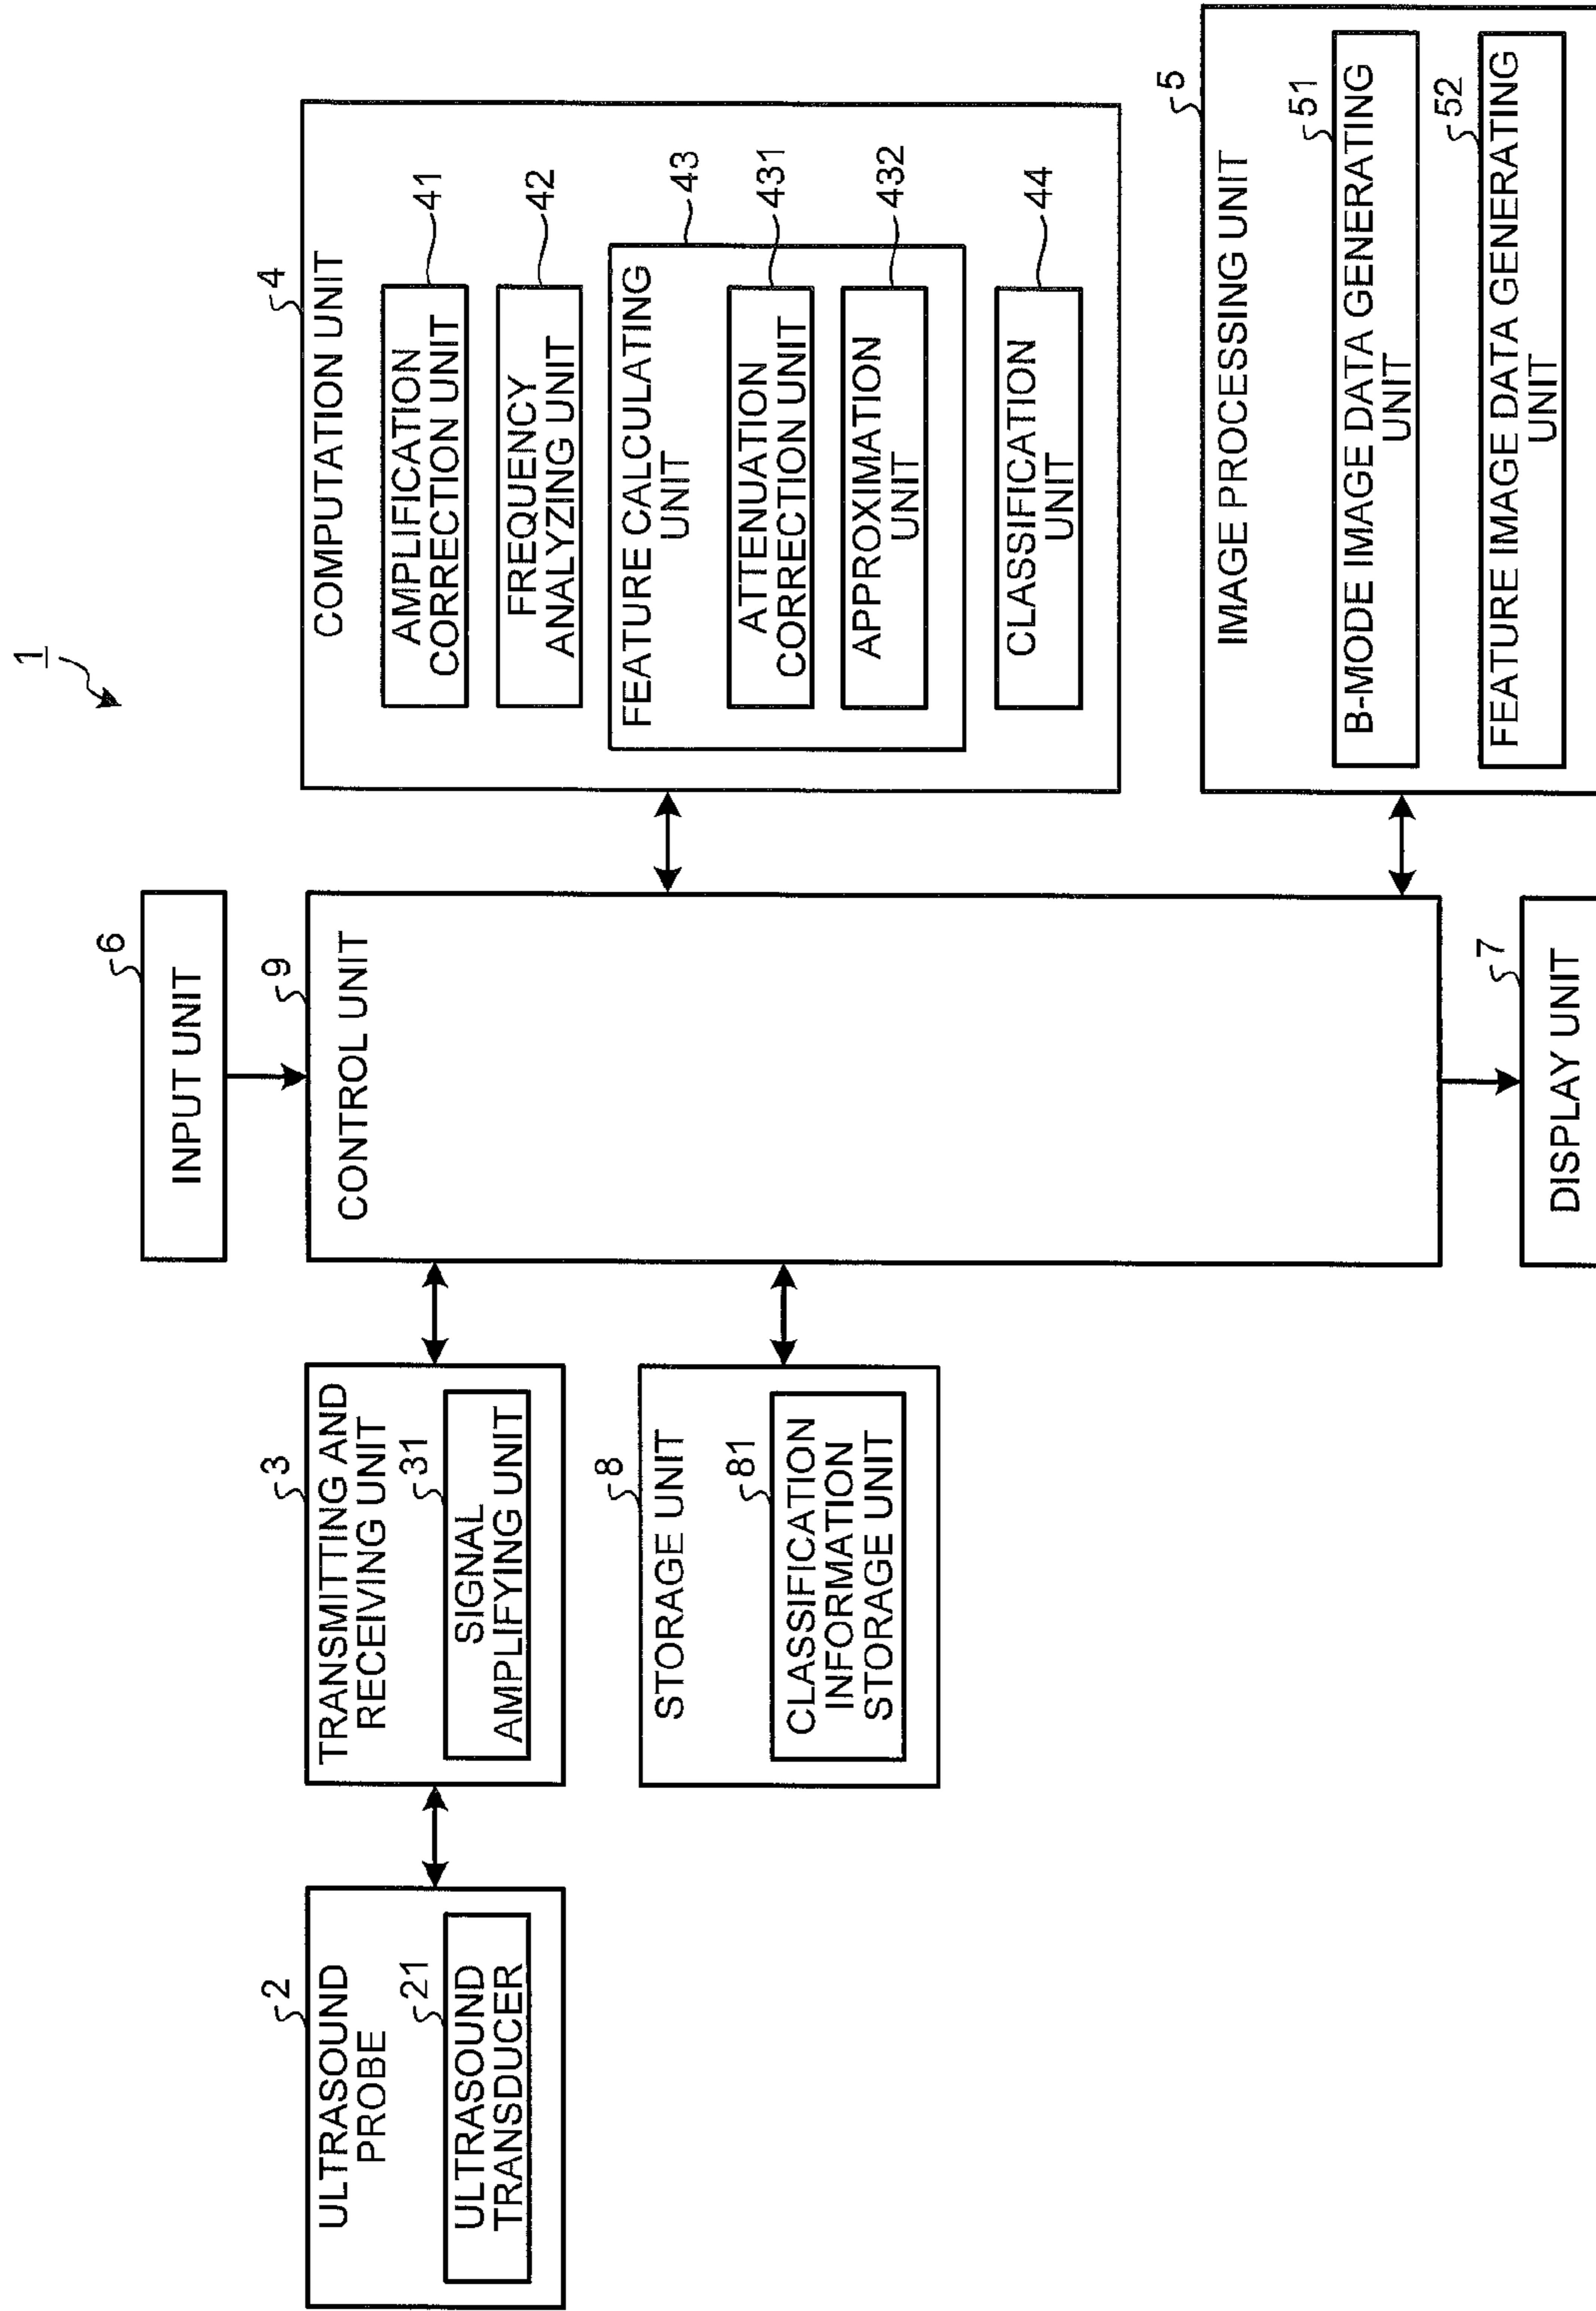 1
2
ULTRASOUND
PROBE
21
ULTRASOUND
TRANSDUCER
3
TRANSMITTING AND
RECEIVING UNIT
31
SIGNAL
AMPLIFYING UNIT
8
STORAGE UNIT
81
CLASSIFICATION
INFORMATION
STORAGE UNIT
6
INPUT UNIT
9
CONTROL UNIT
7
DISPLAY UNIT
4
COMPUTATION UNIT
AMPLIFICATION
CORRECTION UNIT
41
FREQUENCY
ANALYZING UNIT
42
FEATURE CALCULATING
UNIT
43
ATTENUATION
CORRECTION UNIT
431
APPROXIMATION
UNIT
432
CLASSIFICATION
UNIT
44
5
IMAGE PROCESSING UNIT
51
B-MODE IMAGE DATA GENERATING
UNIT
52
FEATURE IMAGE DATA GENERATING
UNIT